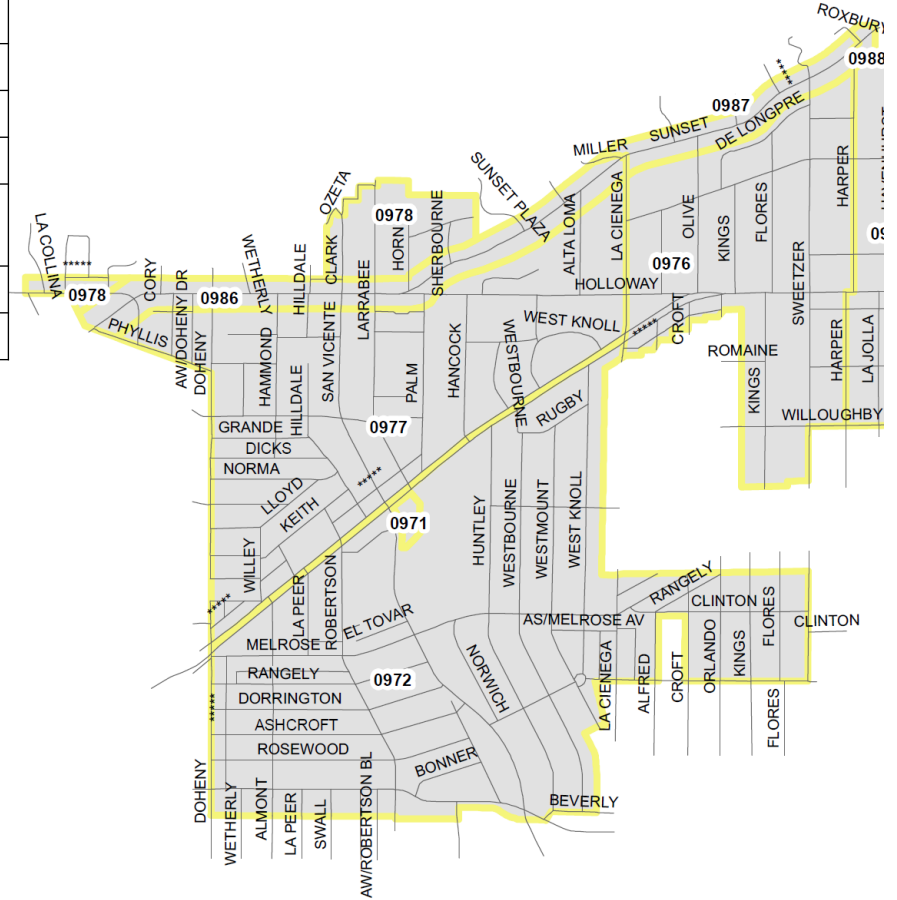 ROXBURY
0988
*****
0987
DE LONGPRE
SUNSET
MILLER
SUNSET PLAZA
OZETA
0978
HORN
SHERBOURNE
ALTA LOMA
LA CIENEGA
OLIVE
KINGS
FLORES
HARPER
LA COLLINA
*****
CORY
WETHERLY
HILLDALE
CLARK
LARRABEE
0976
SWEETZER
0978
AW/DOHENY DR
0986
HOLLOWAY
PHYLLIS
DOHENY
HAMMOND
HILLDALE
SAN VICENTE
PALM
HANCOCK
WESTBOURNE
WEST KNOLL
*****
CROFT
ROMAINE
KINGS
HARPER
LA JOLLA
RUGBY
WILLOUGHBY
GRANDE
0977
DICKS
NORMA
LLOYD
KEITH
*****
0971
HUNTLEY
WESTBOURNE
WESTMOUNT
WEST KNOLL
WILLEY
*****
LA PEER
ROBERTSON
EL TOVAR
AS/MELROSE AV
RANGELY
CLINTON
FLORES
CLINTON
MELROSE
RANGELY
0972
NORWICH
LA CIENEGA
ALFRED
CROFT
ORLANDO
KINGS
FLORES
*****
DORRINGTON
ASHCROFT
ROSEWOOD
BONNER
BEVERLY
DOHENY
WETHERLY
ALMONT
LA PEER
SWALL
AW/ROBERTSON BL